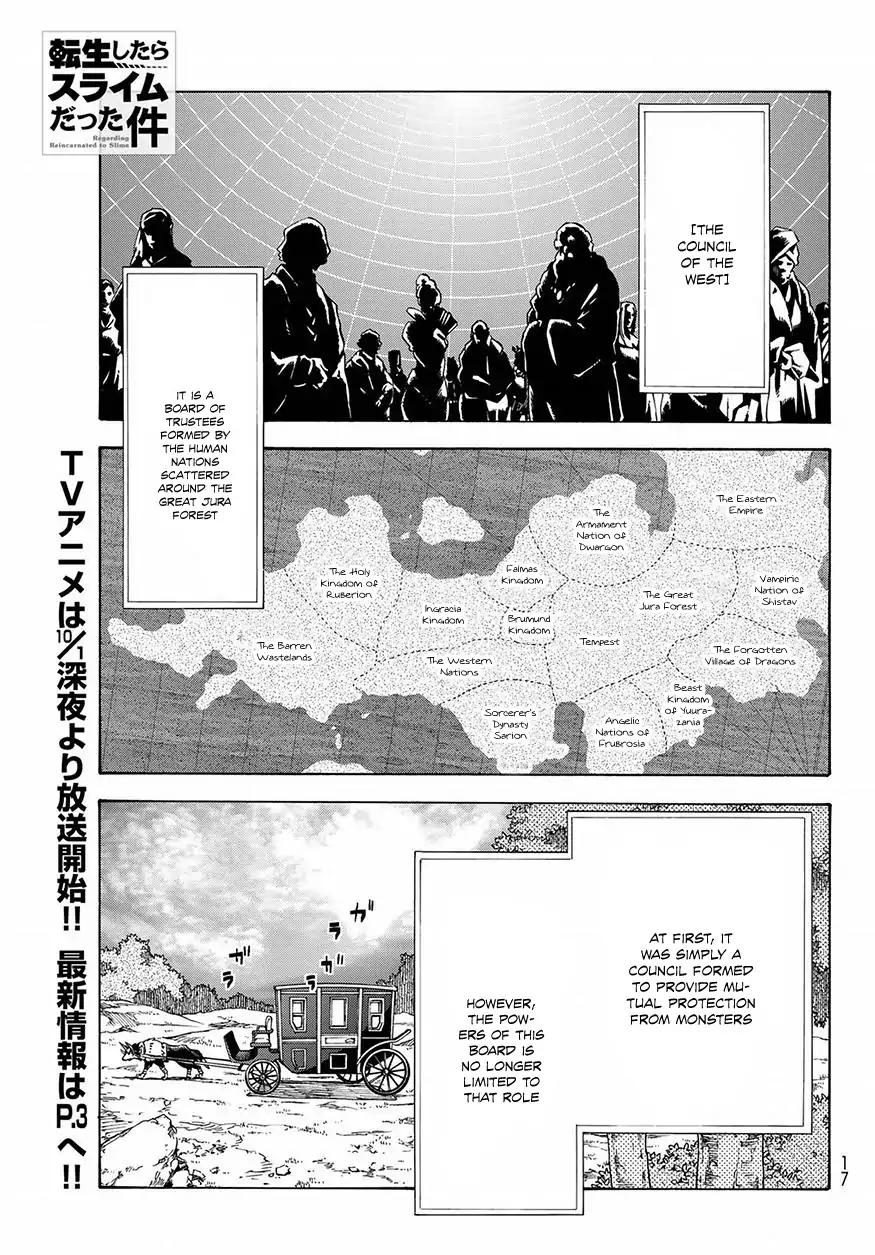 転生したら
スライム
だった件
Regarding
Reincarnated to Slime
[THE
COUNCIL
OF THE
WEST]
IT IS A
BOARD OF
TRUSTEES
FORMED BY
THE HUMAN
NATIONS
SCATTERED
AROUND THE
GREAT JURA
FOREST
The Eastern
Empire
The
Armament
Nation of
Dwargon
The Holy
Kingdom of
Ruberion
Falmas
Kingdom
Vampiric
Nation of
Shistav
The Great
Jura Forest
Ingracia
Kingdom
Brumund
Kingdom
Tempest
The Barren
Wastelands
The Western
Nations
The Forgotten
Village of Dragons
Beast
Kingdom
of Yuura-
zania
Sorcerer's
Dynasty
Sarion
Angelic
Nations of
Frubrosia
AT FIRST, IT
WAS SIMPLY A
COUNCIL FORMED
TO PROVIDE MU-
TUAL PROTECTION
FROM MONSTERS
HOWEVER,
THE POW-
ERS OF THIS
BOARD IS
NO LONGER
LIMITED TO
THAT ROLE
ガラ
ガラ
TVアニメは10/1深夜より放送開始!! 最新情報はP.3へ!!
17